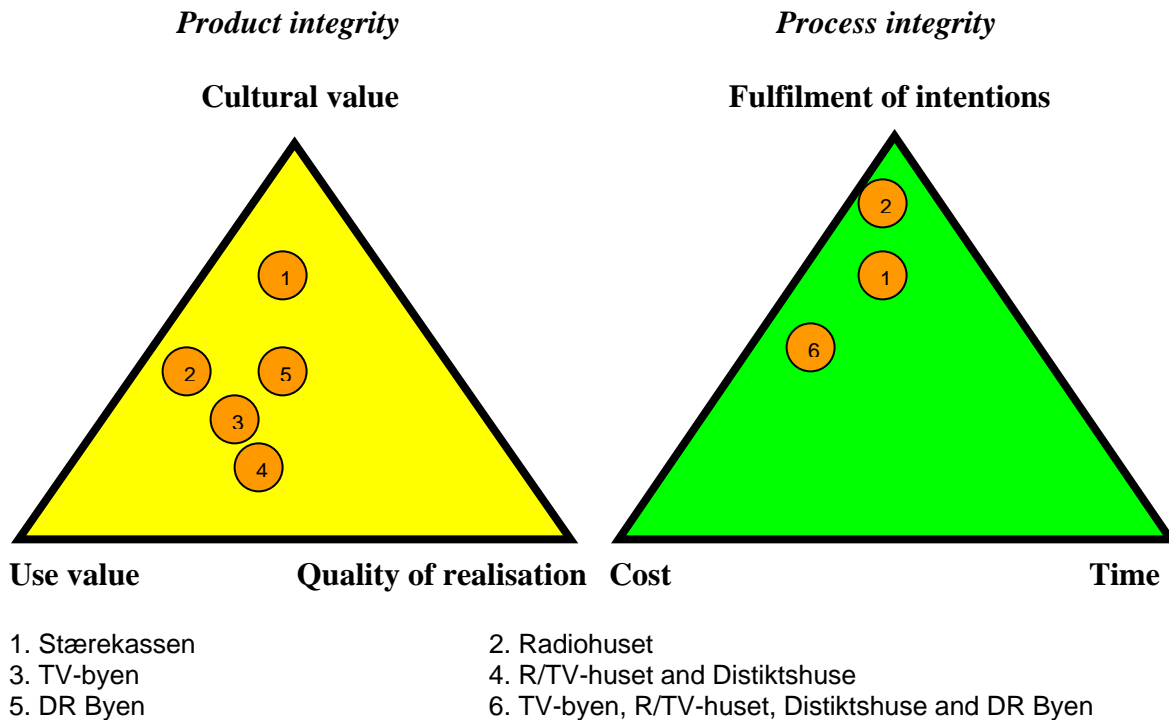 Product integrity Process integrity
Cultural value Fulfilment of intentions
2
1 1
6
2 5
3
4
Use value Quality of realisation Cost Time
1. Stærekassen 2. Radiohuset
3. TV-byen 4. R/TV-huset and Distiktshuse
5. DR Byen 6. TV-byen, R/TV-huset, Distiktshuse and DR Byen